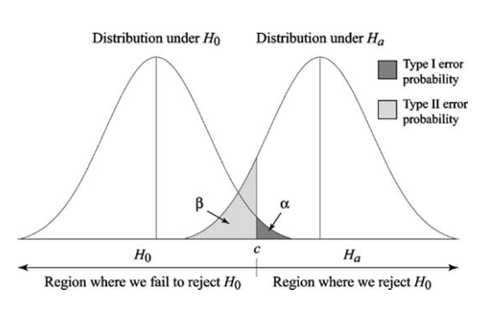 Distribution under H₀
Distribution under Hₐ
Type I error
probability
Type II error
probability
β
α
H₀
c
Hₐ
Region where we fail to reject H₀
Region where we reject H₀